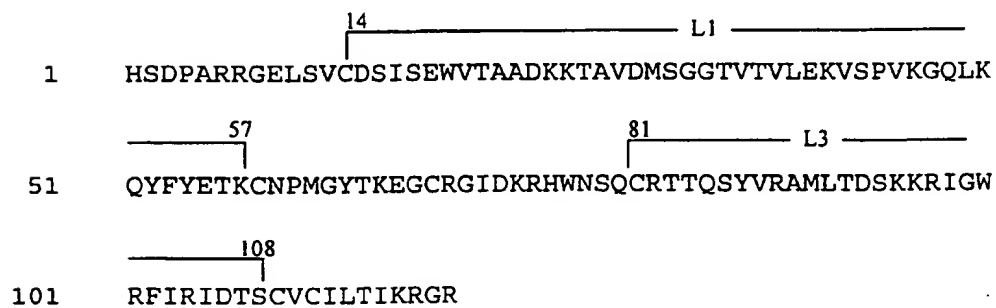 14 L1
1 HSDPARRGELSVCDSISEWVTAADKKTAVDMSGGTVTVLEKVSPVKGQLK
57 81 L3
51 QYFYETKCNPMGYTKEGCRGIDKRHWNSQCRTTQSYVRAMLTDSKKRIGW
108
101 RFIRIDTSCVCILTIKRGR